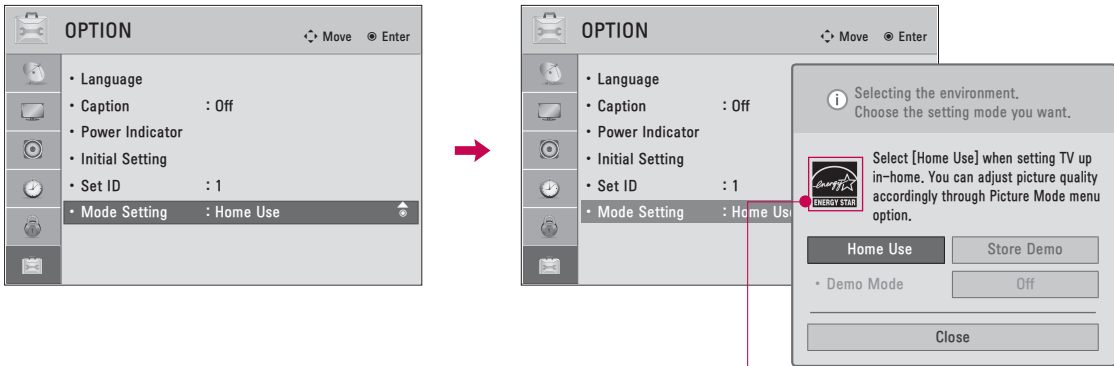 OPTION
Move Enter
• Language
• Caption : Off
• Power Indicator
• Initial Setting
• Set ID : 1
• Mode Setting : Home Use
OPTION
Move Enter
• Language
• Caption : Off
• Power Indicator
• Initial Setting
• Set ID : 1
• Mode Setting : Home Use
i
Selecting the environment.
Choose the setting mode you want.
energy
ENERGY STAR
Select [Home Use] when setting TV up
in-home. You can adjust picture quality
accordingly through Picture Mode menu
option.
Home Use Store Demo
• Demo Mode Off
Close